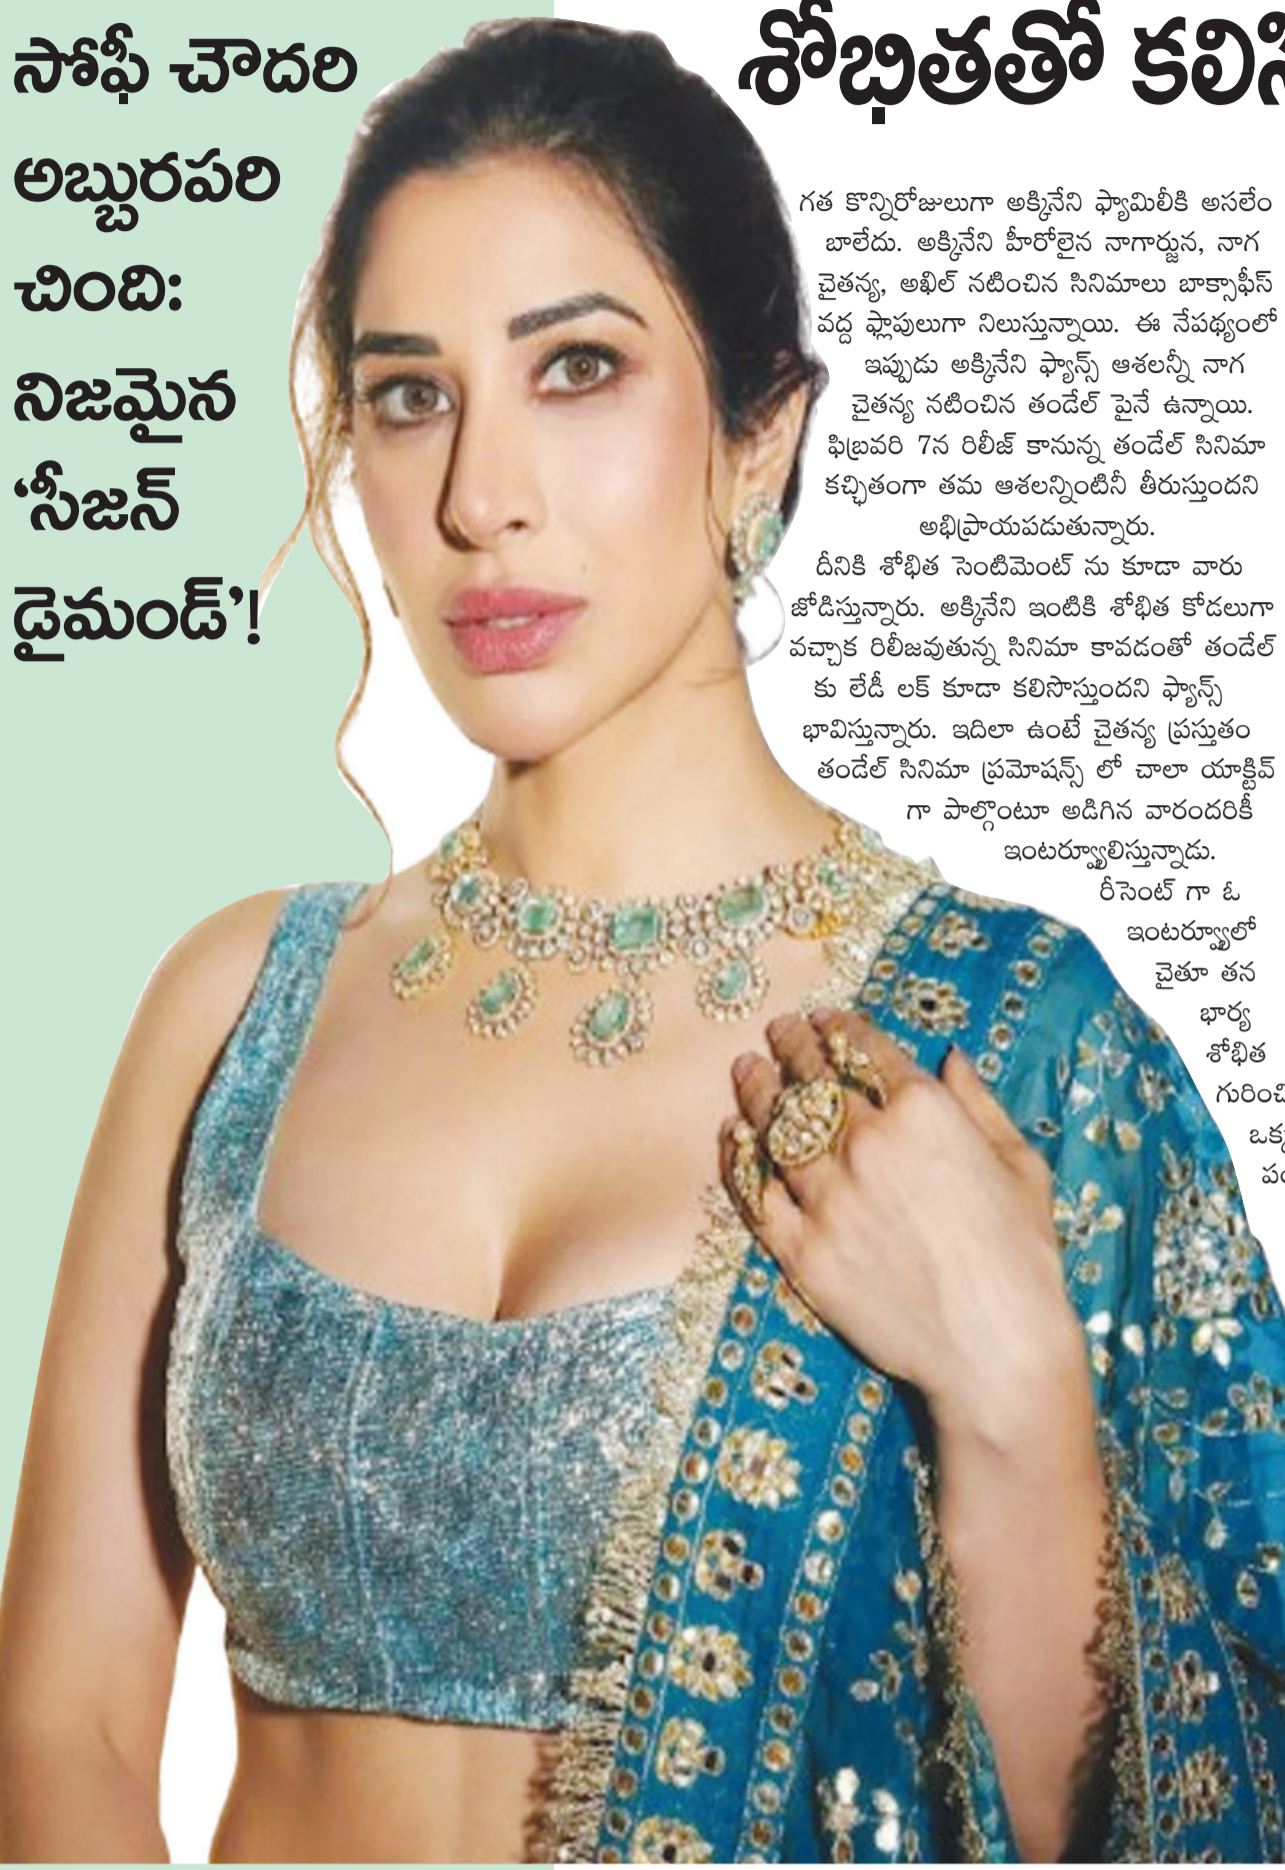 సోఫీ చౌదరి
అబ్బురపరి
చింది:
నిజమైన
‘సీజన్
డైమండ్’!
శోభితతో
గత కొన్నిరోజులుగా అక్కినేని ఫ్యామిలీకి అసలేం
బాలేదు. అక్కినేని హీరోలైన నాగార్జున, నాగ
చైతన్య, అఖిల్ నటించిన సినిమాలు బాక్సాఫీస్
వద్ద ఫ్లాపులుగా నిలుస్తున్నాయి. ఈ నేపథ్యంలో
ఇప్పుడు అక్కినేని ఫ్యాన్స్ ఆశలన్నీ నాగ
చైతన్య నటించిన తండేల్ పైనే ఉన్నాయి.
ఫిబ్రవరి 7న రిలీజ్ కానున్న తండేల్ సినిమా
కచ్చితంగా తమ ఆశలన్నింటినీ తీరుస్తుందని
అభిప్రాయపడుతున్నారు.
దీనికి శోభిత సెంటిమెంట్ ను కూడా వారు
జోడిస్తున్నారు. అక్కినేని ఇంటికి శోభిత కోడలుగా
వచ్చాక రిలీజవుతున్న సినిమా కావడంతో తండేల్
కు లేడీ లక్ కూడా కలిసొస్తుందని ఫ్యాన్స్
భావిస్తున్నారు. ఇదిలా ఉంటే చైతన్య ప్రస్తుతం
తండేల్ సినిమా ప్రమోషన్స్ లో చాలా యాక్టివ్
గా పాల్గొంటూ అడిగిన వారందరికీ
ఇంటర్వ్యూలిస్తున్నాడు.
రీసెంట్ గా ఓ
ఇంటర్వ్యూలో
చైతూ తన
భార్య
శోభిత